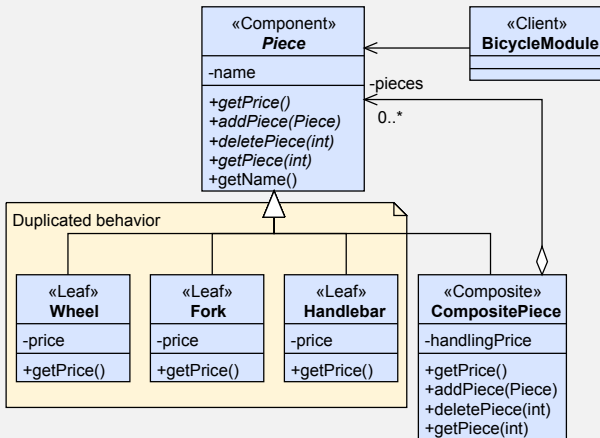 «Component»
Piece
-name
+getPrice()
+addPiece(Piece)
+deletePiece(int)
+getPiece(int)
+getName()
«Client»
BicycleModule
-pieces
0..*
Duplicated behavior
«Leaf»
Wheel
-price
+getPrice()
«Leaf»
Fork
-price
+getPrice()
«Leaf»
Handlebar
-price
+getPrice()
«Composite»
CompositePiece
-handlingPrice
+getPrice()
+addPiece(Piece)
+deletePiece(int)
+getPiece(int)